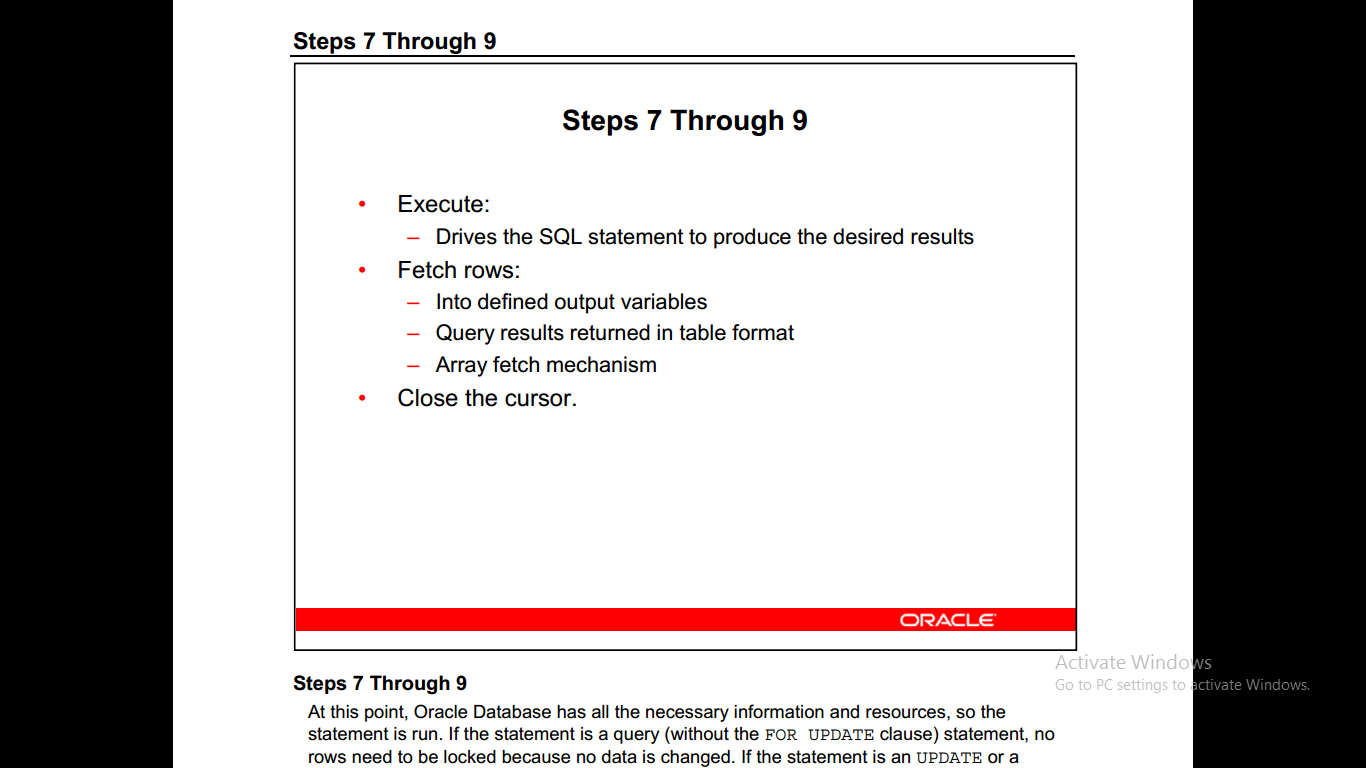 Steps 7 Through 9
Steps 7 Through 9
• Execute:
– Drives the SQL statement to produce the desired results
• Fetch rows:
– Into defined output variables
– Query results returned in table format
– Array fetch mechanism
• Close the cursor.
ORACLE
Activate Windows
Go to PC settings to activate Windows.
Steps 7 Through 9
At this point, Oracle Database has all the necessary information and resources, so the
statement is run. If the statement is a query (without the FOR UPDATE clause) statement, no
rows need to be locked because no data is changed. If the statement is an UPDATE or a